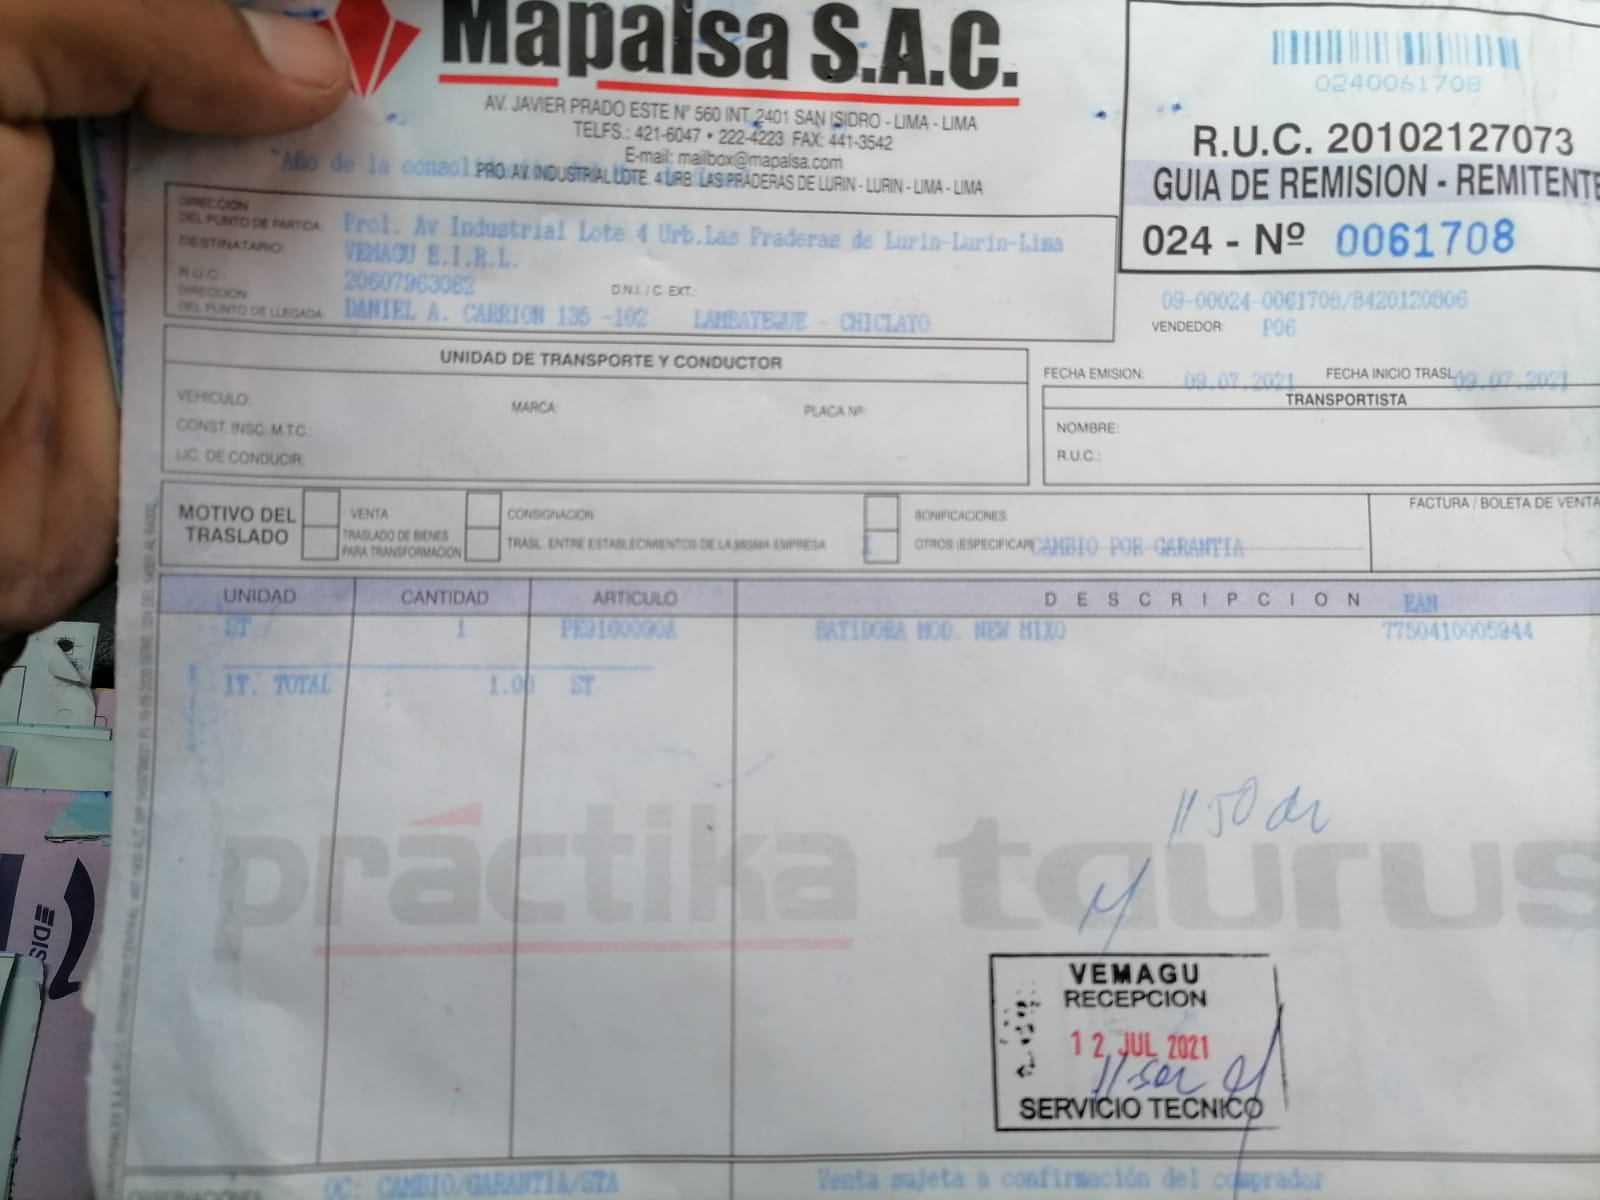 Mapalsa S.A.C.
AV. JAVIER PRADO ESTE N° 560 INT. 2401 SAN ISIDRO - LIMA - LIMA
TELFS.: 421-6047 • 222-4223 FAX: 441-3542
E-mail: mailbox@mapalsa.com
"Año de la
PRO. AV. INDUSTRIAL LOTE. 4 URB. LAS PRADERAS DE LURIN - LURIN - LIMA - LIMA
0240061708
R.U.C. 20102127073
GUIA DE REMISION - REMITENTE
024 - Nº 0061708
09-00024-0061708/8420120806
VENDEDOR: P06
DIRECCION
DEL PUNTO DE PARTIDA: Prol. Av Industrial Lote 4 Urb.Las Praderas de Lurin-Lurin-Lima
DESTINATARIO: VEMAGU E.I.R.L.
R.U.C. 20607963062 D.N.I. / C. EXT.:
DIRECCION
DEL PUNTO DE LLEGADA: DANIEL A. CARRION 135 -102 LAMBAYEQUE - CHICLAYO
UNIDAD DE TRANSPORTE Y CONDUCTOR
VEHICULO: MARCA: PLACA Nº:
CONST. INSC. M.T.C.:
LIC. DE CONDUCIR:
FECHA EMISION: 09.07.2021 FECHA INICIO TRASL. 09.07.2021
TRANSPORTISTA
NOMBRE:
R.U.C.:
MOTIVO DEL TRASLADO
VENTA
TRASLADO DE BIENES PARA TRANSFORMACION
CONSIGNACION
TRASL. ENTRE ESTABLECIMIENTOS DE LA MISMA EMPRESA
BONIFICACIONES
OTROS (ESPECIFICAR) CAMBIO POR GARANTIA
FACTURA / BOLETA DE VENTA
UNIDAD CANTIDAD ARTICULO DESCRIPCION EAN
ST 1 PE9160090A BATIDORA MOD. NEW MIXO 7750410005944
IT. TOTAL : 1.00 ST
práctika taurus
VEMAGU
RECEPCION
12 JUL 2021
SERVICIO TECNICO
OBSERVACIONES OC: CAMBIO/GARANTIA/STA Venta sujeta a confirmación del comprador